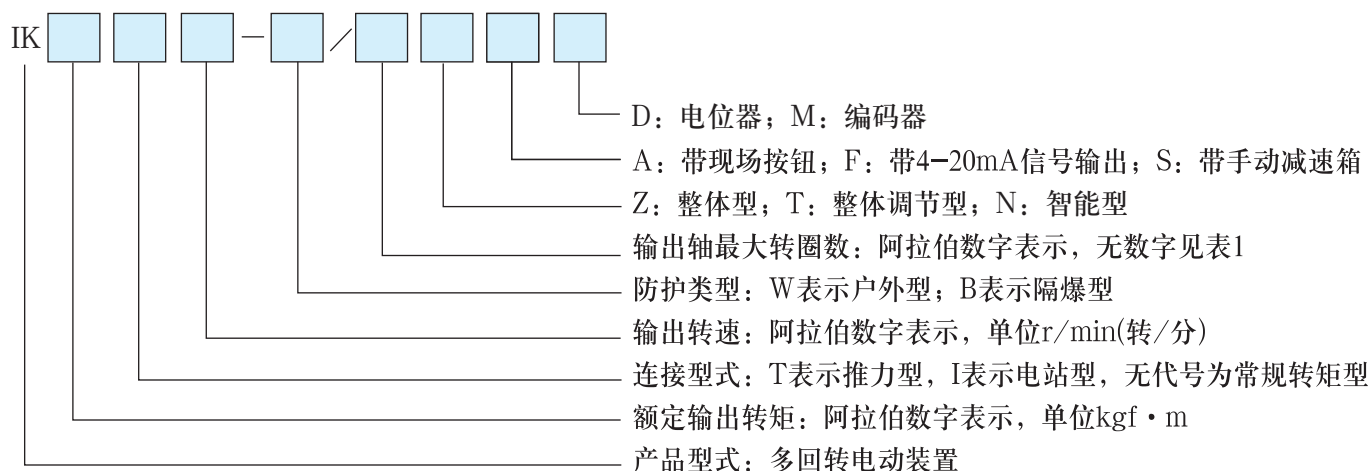 IK - /
D：电位器；M：编码器
A：带现场按钮；F：带4-20mA信号输出；S：带手动减速箱
Z：整体型；T：整体调节型；N：智能型
输出轴最大转圈数：阿拉伯数字表示，无数字见表1
防护类型：W表示户外型；B表示隔爆型
输出转速：阿拉伯数字表示，单位r/min(转/分)
连接型式：T表示推力型，I表示电站型，无代号为常规转矩型
额定输出转矩：阿拉伯数字表示，单位kgf·m
产品型式：多回转电动装置